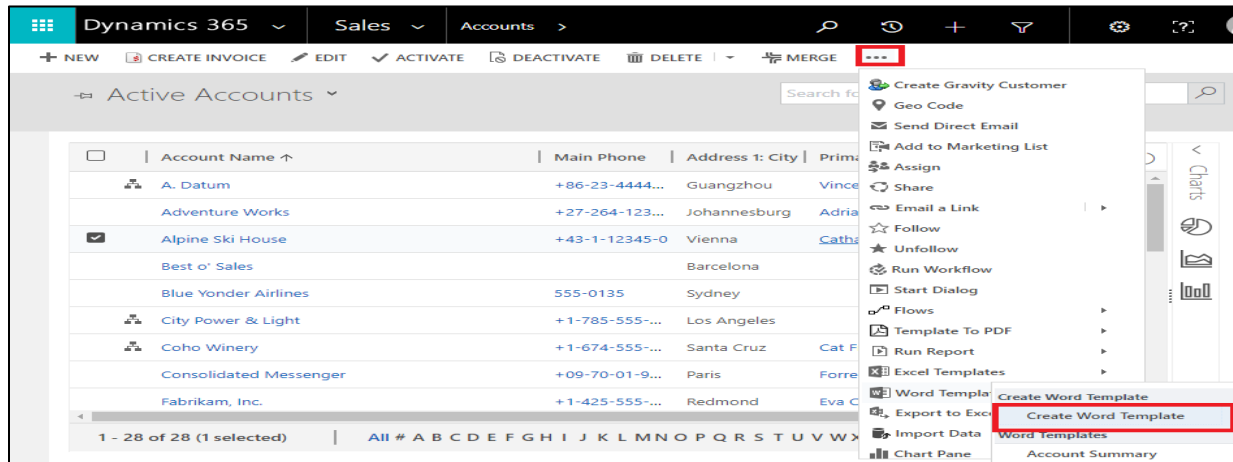 Dynamics 365 Sales Accounts >
+ NEW CREATE INVOICE EDIT ACTIVATE DEACTIVATE DELETE MERGE ...
Active Accounts
Search fo
Account Name ↑ Main Phone Address 1: City Prima
A. Datum +86-23-4444... Guangzhou Vince
Adventure Works +27-264-123... Johannesburg Adria
Alpine Ski House +43-1-12345-0 Vienna Catha
Best o' Sales Barcelona
Blue Yonder Airlines 555-0135 Sydney
City Power & Light +1-785-555-... Los Angeles
Coho Winery +1-674-555-... Santa Cruz Cat F
Consolidated Messenger +09-70-01-9... Paris Forre
Fabrikam, Inc. +1-425-555-... Redmond Eva C
1 - 28 of 28 (1 selected) All # A B C D E F G H I J K L M N O P Q R S T U V W X
Create Gravity Customer
Geo Code
Send Direct Email
Add to Marketing List
Assign
Share
Email a Link
Follow
Unfollow
Run Workflow
Start Dialog
Flows
Template To PDF
Run Report
Excel Templates
Word Templa
Export to Exce
Import Data
Chart Pane
Create Word Template
Create Word Template
Word Templates
Account Summary
Charts